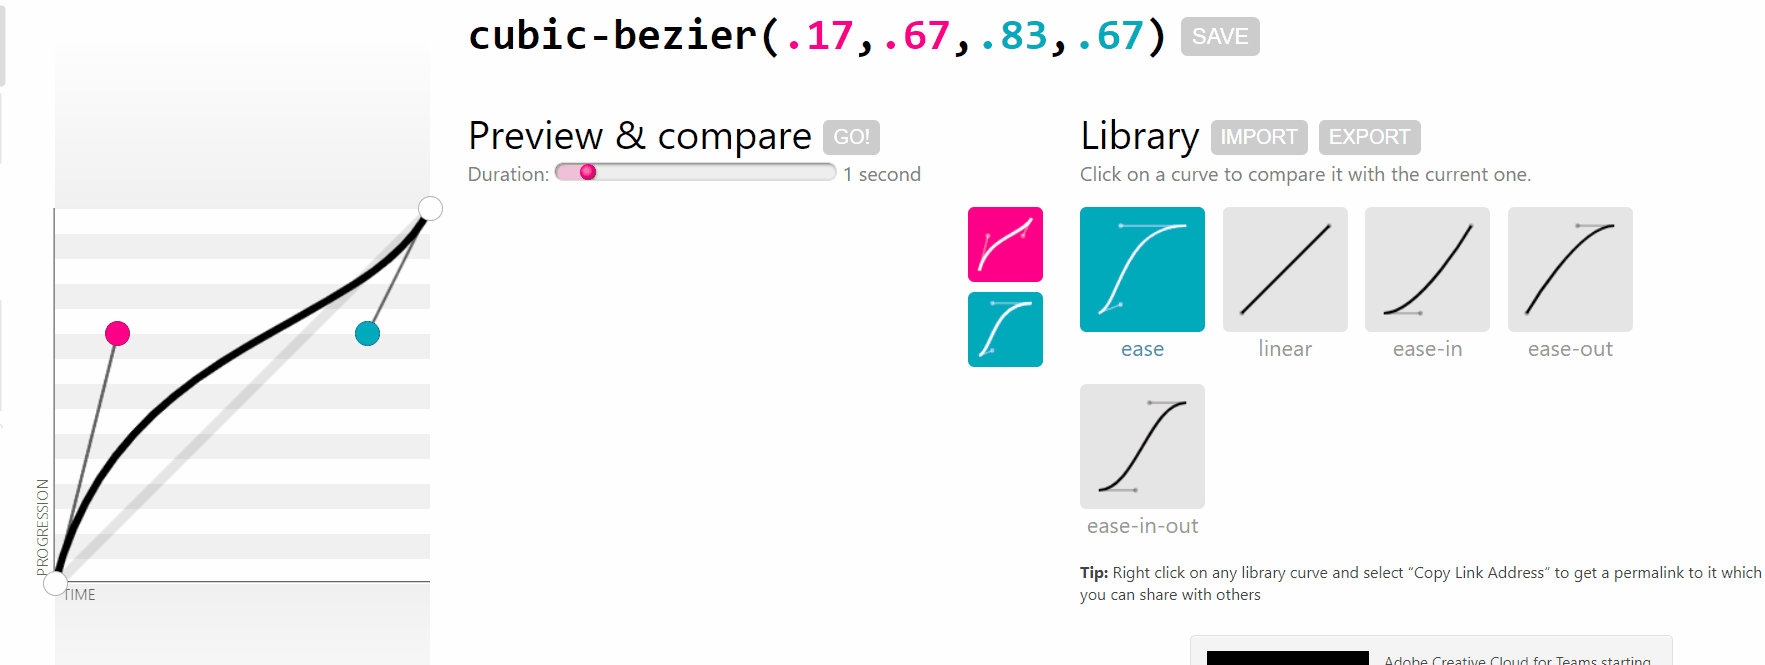 cubic-bezier(.17,.67,.83,.67) SAVE
Preview & compare GO!
Duration: 1 second
Library IMPORT EXPORT
Click on a curve to compare it with the current one.
ease
linear
ease-in
ease-out
ease-in-out
PROGRESSION
TIME
Tip: Right click on any library curve and select “Copy Link Address” to get a permalink to it which
you can share with others
Adobe Creative Cloud for Teams starting